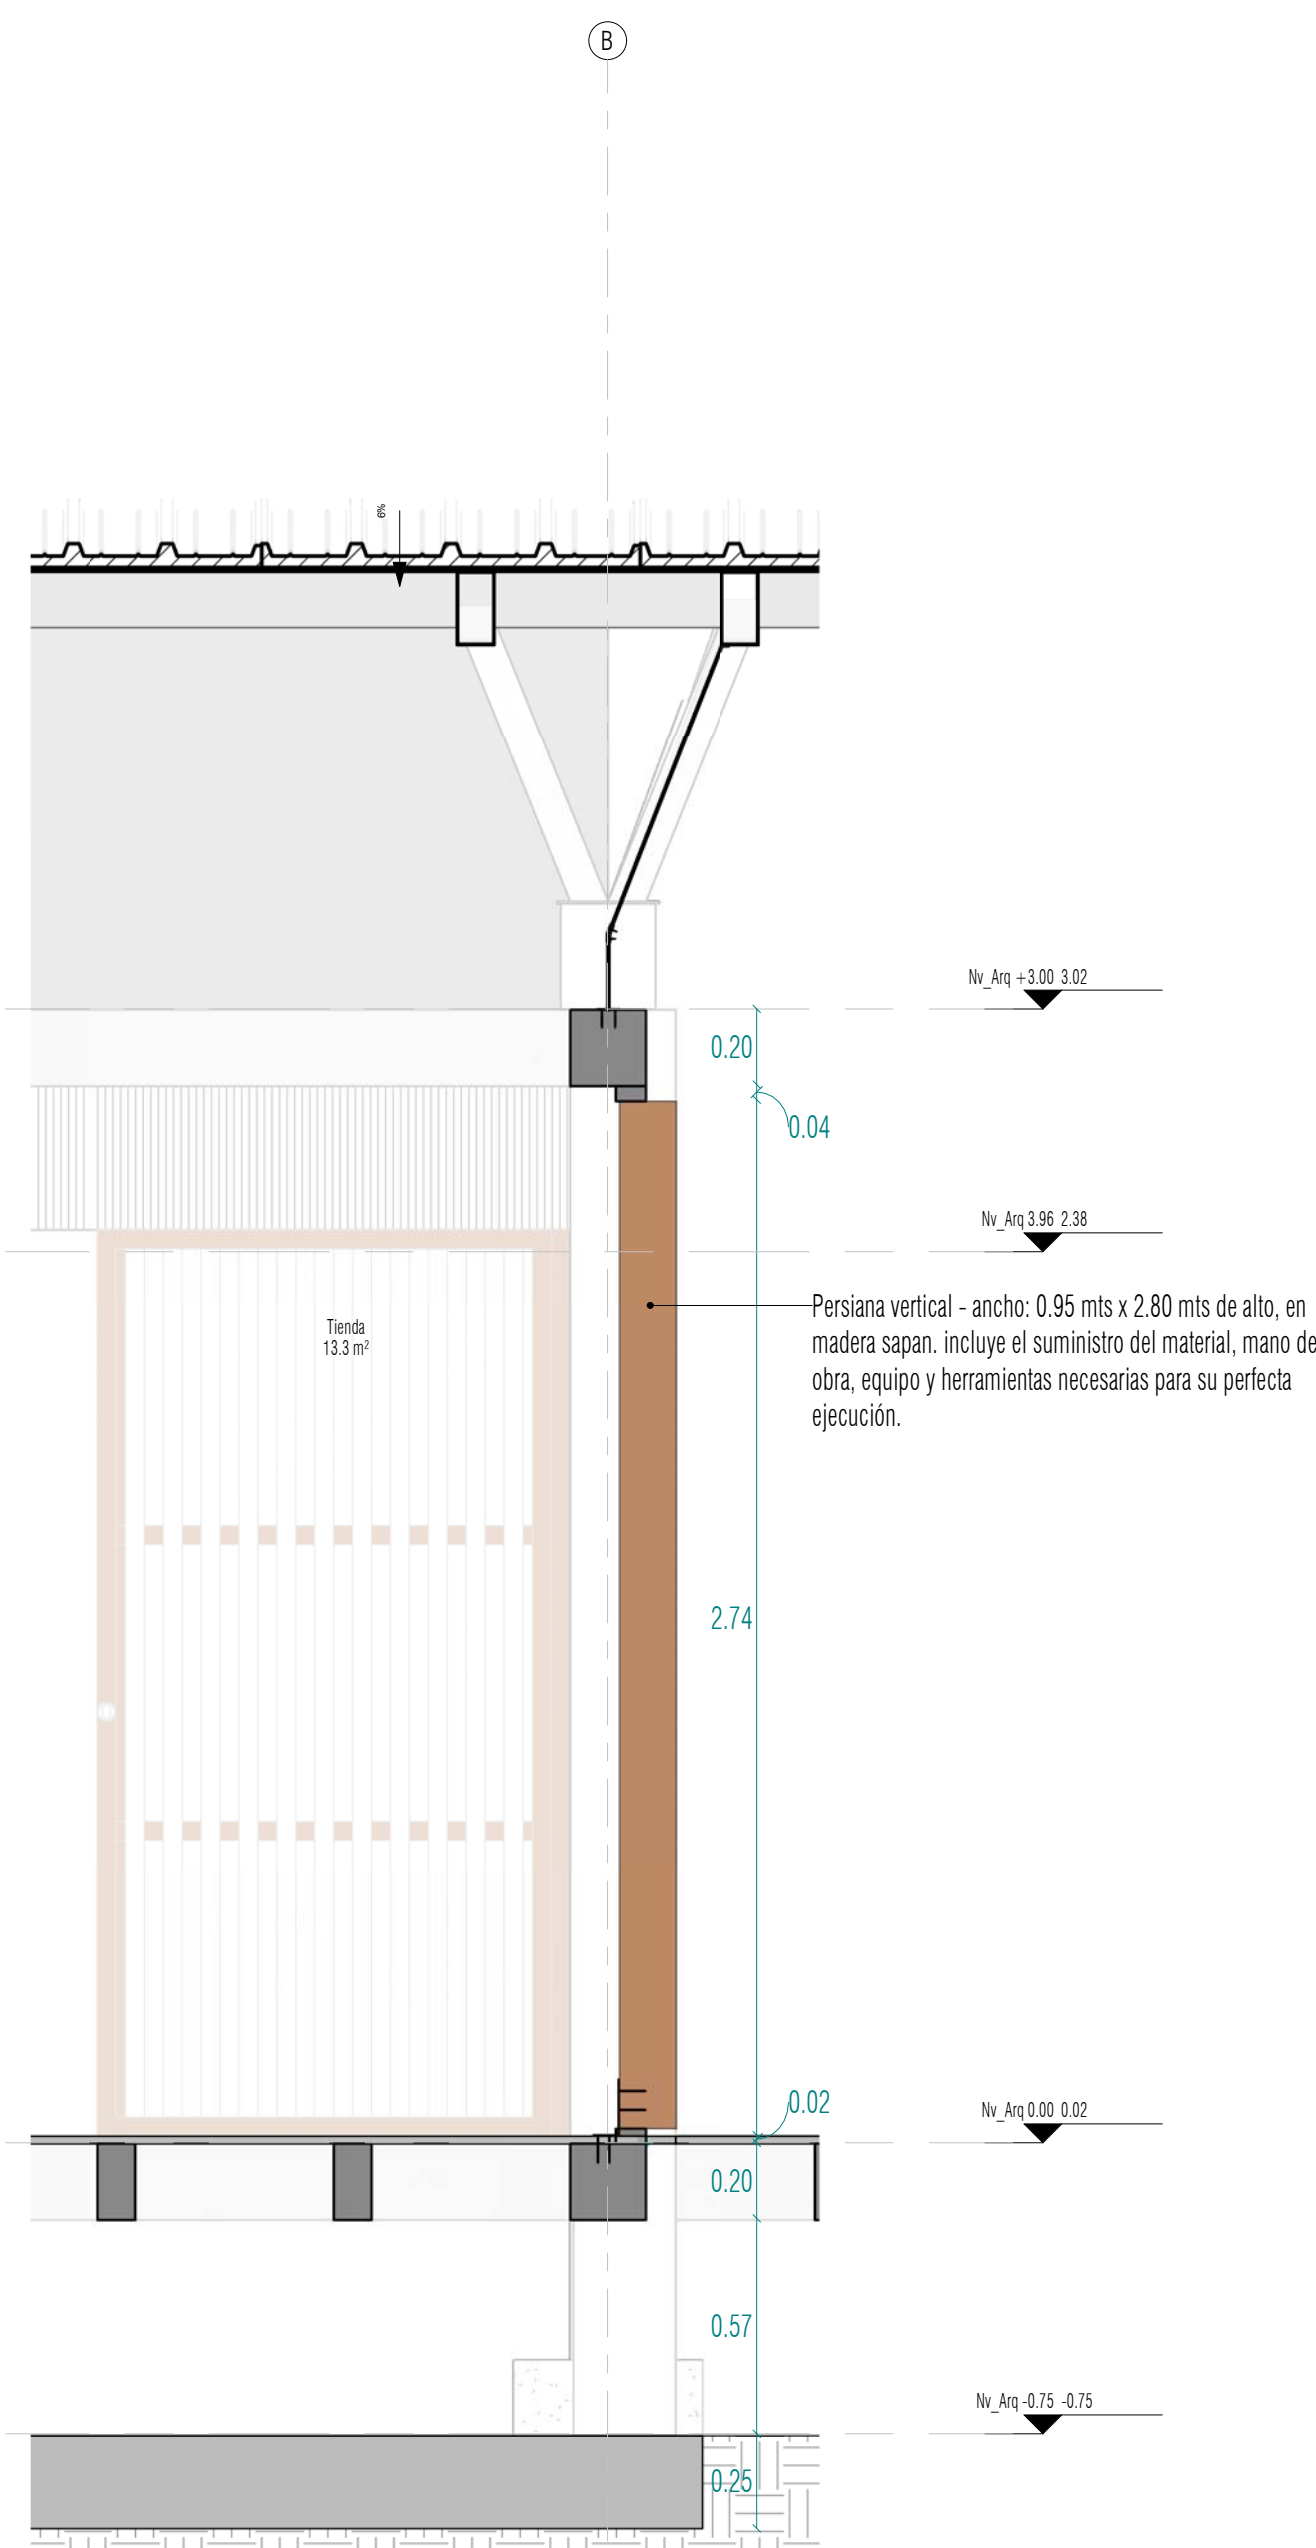 B
6%
Nv_Arq +3.00 3.02
0.20
0.04
Nv_Arq 3.96 2.38
Persiana vertical - ancho: 0.95 mts x 2.80 mts de alto, en
madera sapan. incluye el suministro del material, mano de
obra, equipo y herramientas necesarias para su perfecta
ejecución.
Tienda
13.3 m²
2.74
0.02
Nv_Arq 0.00 0.02
0.20
0.57
Nv_Arq -0.75 -0.75
0.25